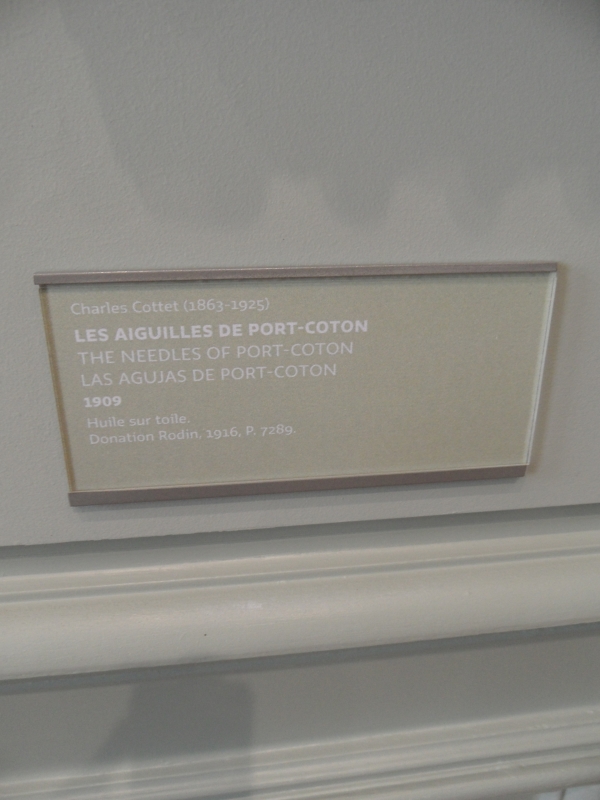 Charles Cottet (1863-1925)
LES AIGUILLES DE PORT-COTON
THE NEEDLES OF PORT-COTON
LAS AGUJAS DE PORT-COTON
1909
Huile sur toile.
Donation Rodin, 1916, P. 7289.